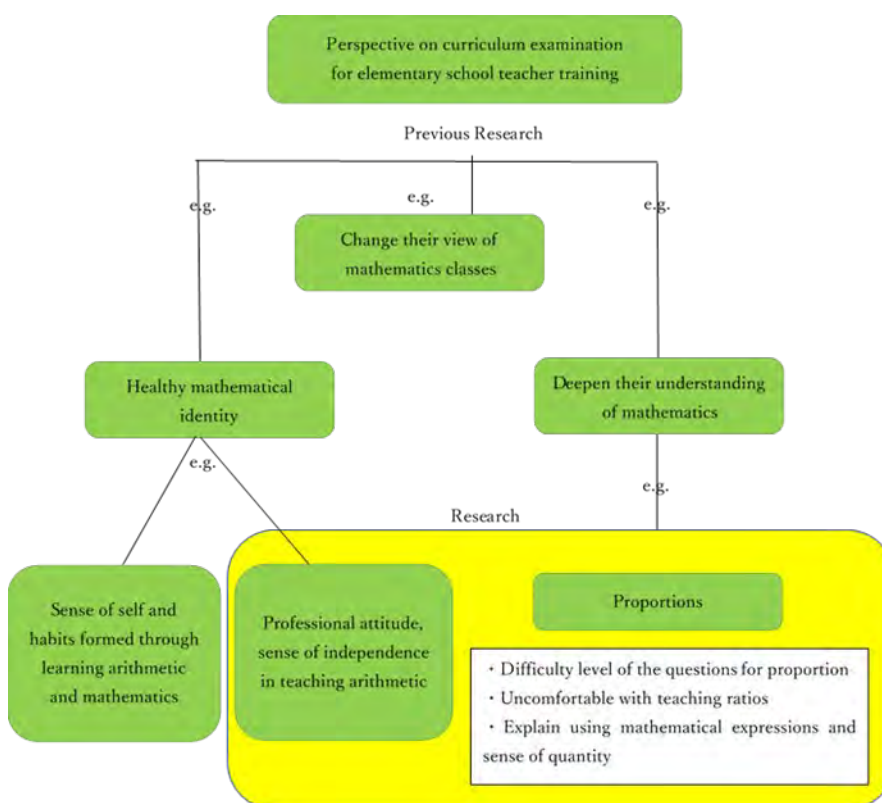 Perspective on curriculum examination
for elementary school teacher training
Previous Research
e.g.
e.g.
e.g.
Change their view of
mathematics classes
Healthy mathematical
identity
Deepen their understanding
of mathematics
e.g.
e.g.
Research
Sense of self and
habits formed through
learning arithmetic
and mathematics
Professional attitude,
sense of independence
in teaching arithmetic
Proportions
・Difficulty level of the questions for proportion
・Uncomfortable with teaching ratios
・Explain using mathematical expressions and
sense of quantity